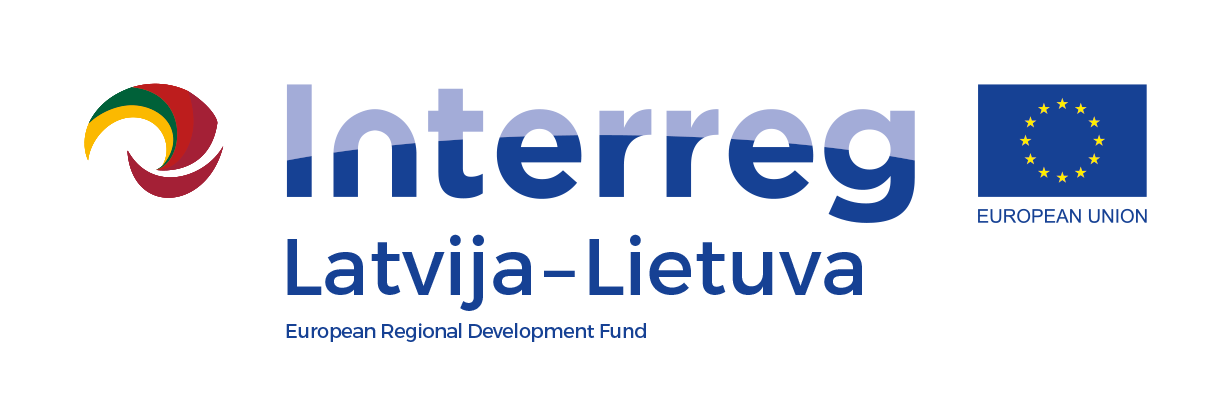 Interreg
EUROPEAN UNION
Latvija–Lietuva
European Regional Development Fund